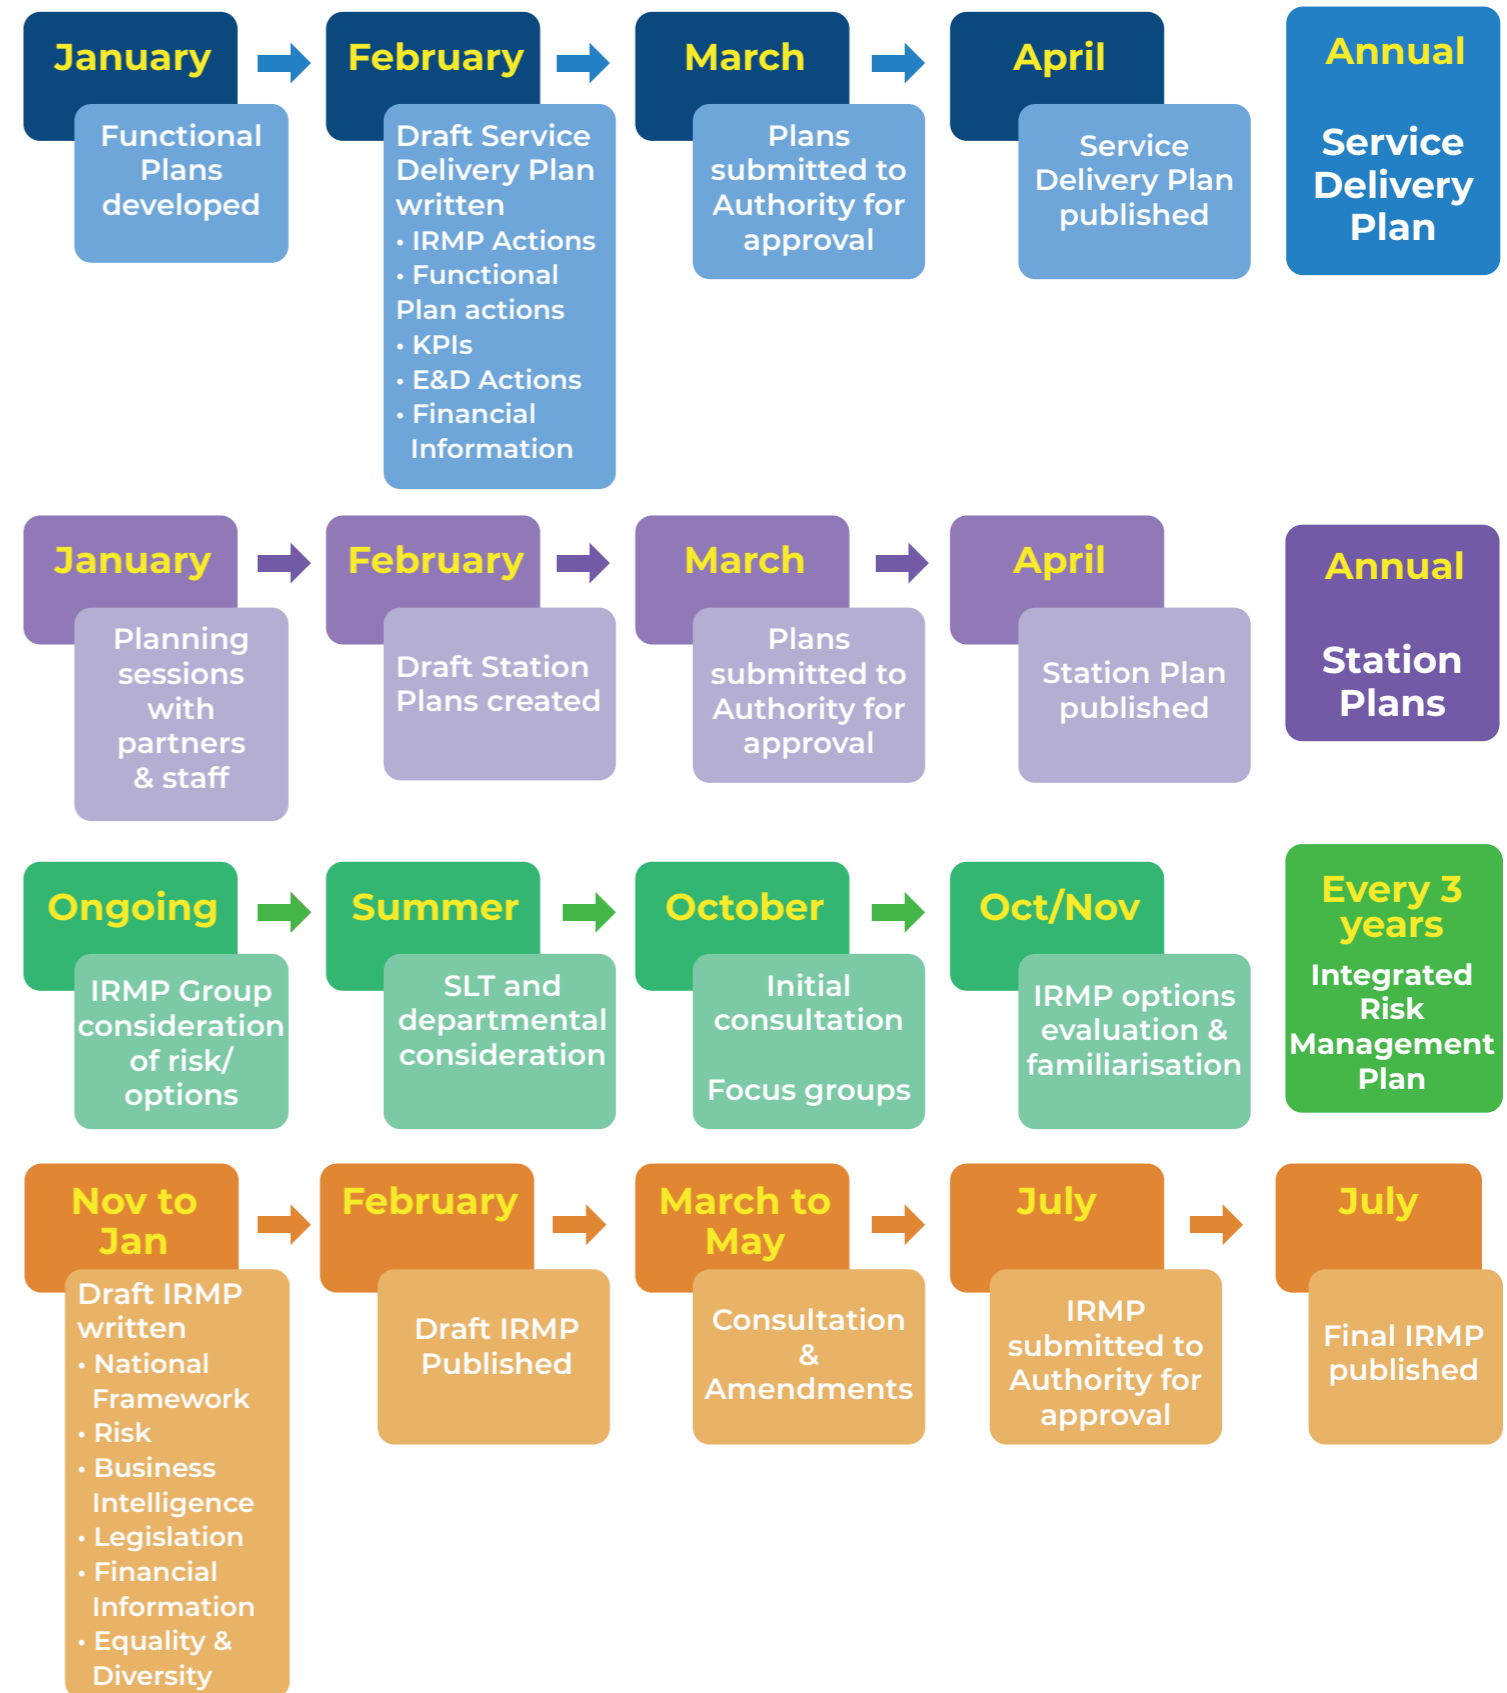 January
Functional
Plans
developed
February
Draft Service
Delivery Plan
written
• IRMP Actions
• Functional
Plan actions
• KPIs
• E&D Actions
• Financial
Information
March
Plans
submitted to
Authority for
approval
April
Service
Delivery Plan
published
Annual
Service
Delivery
Plan
January
Planning
sessions
with
partners
& staff
February
Draft Station
Plans created
March
Plans
submitted to
Authority for
approval
April
Station Plan
published
Annual
Station
Plans
Ongoing
IRMP Group
consideration
of risk/
options
Summer
SLT and
departmental
consideration
October
Initial
consultation
Focus groups
Oct/Nov
IRMP options
evaluation &
familiarisation
Every 3
years
Integrated
Risk
Management
Plan
Nov to
Jan
Draft IRMP
written
• National
Framework
• Risk
• Business
Intelligence
• Legislation
• Financial
Information
• Equality &
Diversity
February
Draft IRMP
Published
March to
May
Consultation
&
Amendments
July
IRMP
submitted to
Authority for
approval
July
Final IRMP
published